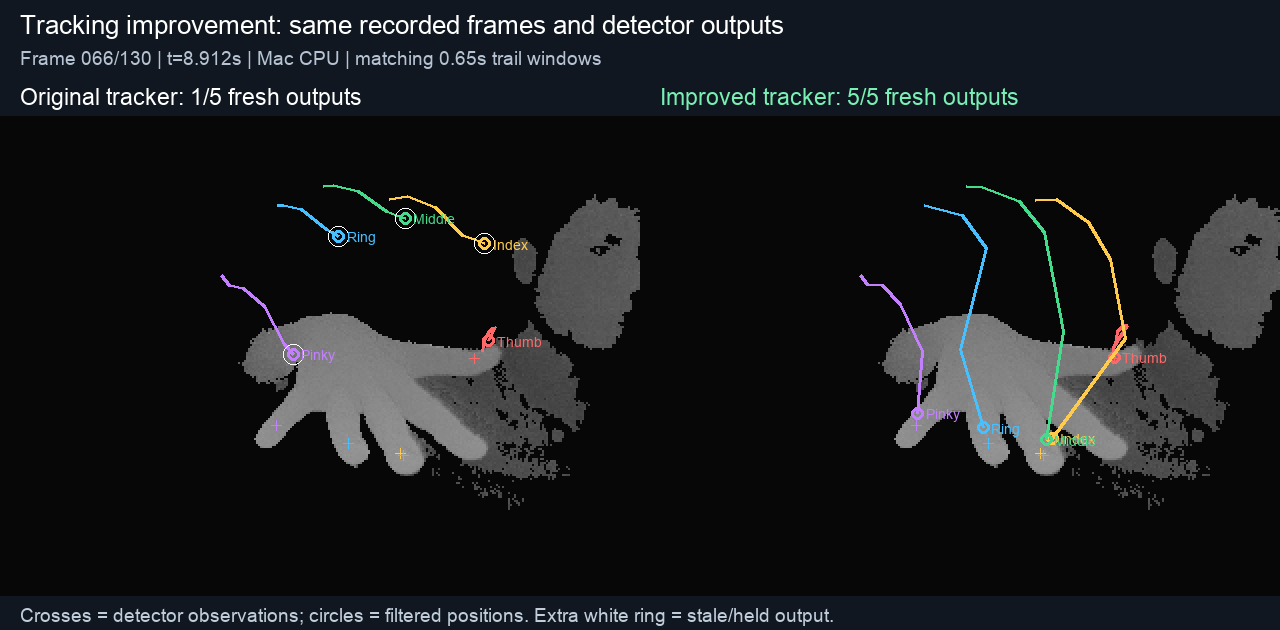 Tracking improvement: same recorded frames and detector outputs
Frame 066/130 | t=8.912s | Mac CPU | matching 0.65s trail windows
Original tracker: 1/5 fresh outputs
Improved tracker: 5/5 fresh outputs
Middle
Ring
Index
Thumb
Pinky
Thumb
Pinky
Ring
Index
Crosses = detector observations; circles = filtered positions. Extra white ring = stale/held output.